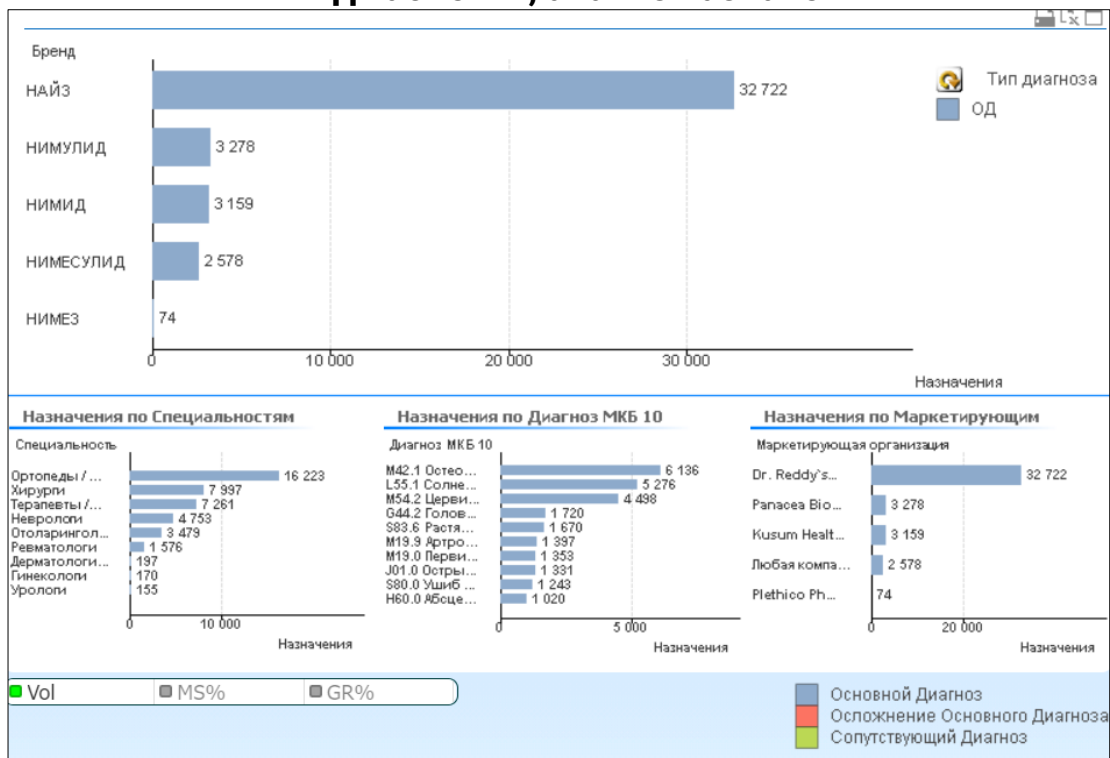 Бренд
НАЙЗ
32 722
НИМУЛИД
3 278
НИМИД
3 159
НИМЕСУЛИД
2 578
НИМЕЗ
74
0
10 000
20 000
30 000
Назначения
Тип диагноза
ОД
Назначения по Специальностям
Специальность
Ортопеды /... 16 223
Хирурги 7 997
Терапевты /... 7 261
Неврологи 4 753
Отоларингол... 3 479
Ревматологи 1 576
Дерматологи... 197
Гинекологи 170
Урологи 155
0 10 000
Назначения
Назначения по Диагноз МКБ 10
Диагноз МКБ 10
M42.1 Остео... 6 136
L55.1 Солне... 5 276
M54.2 Церви... 4 498
G44.2 Голов... 1 720
S83.6 Растя... 1 670
M19.9 Артро... 1 397
M19.0 Перви... 1 353
J01.0 Остры... 1 331
S80.0 Ушиб ... 1 243
H60.0 Абсце... 1 020
0 5 000
Назначения
Назначения по Маркетирующим
Маркетирующая организация
Dr. Reddy`s... 32 722
Panacea Bio... 3 278
Kusum Healt... 3 159
Любая компа... 2 578
Plethico Ph... 74
0 20 000
Назначения
Vol MS% GR%
Основной Диагноз
Осложнение Основного Диагноза
Сопутствующий Диагноз